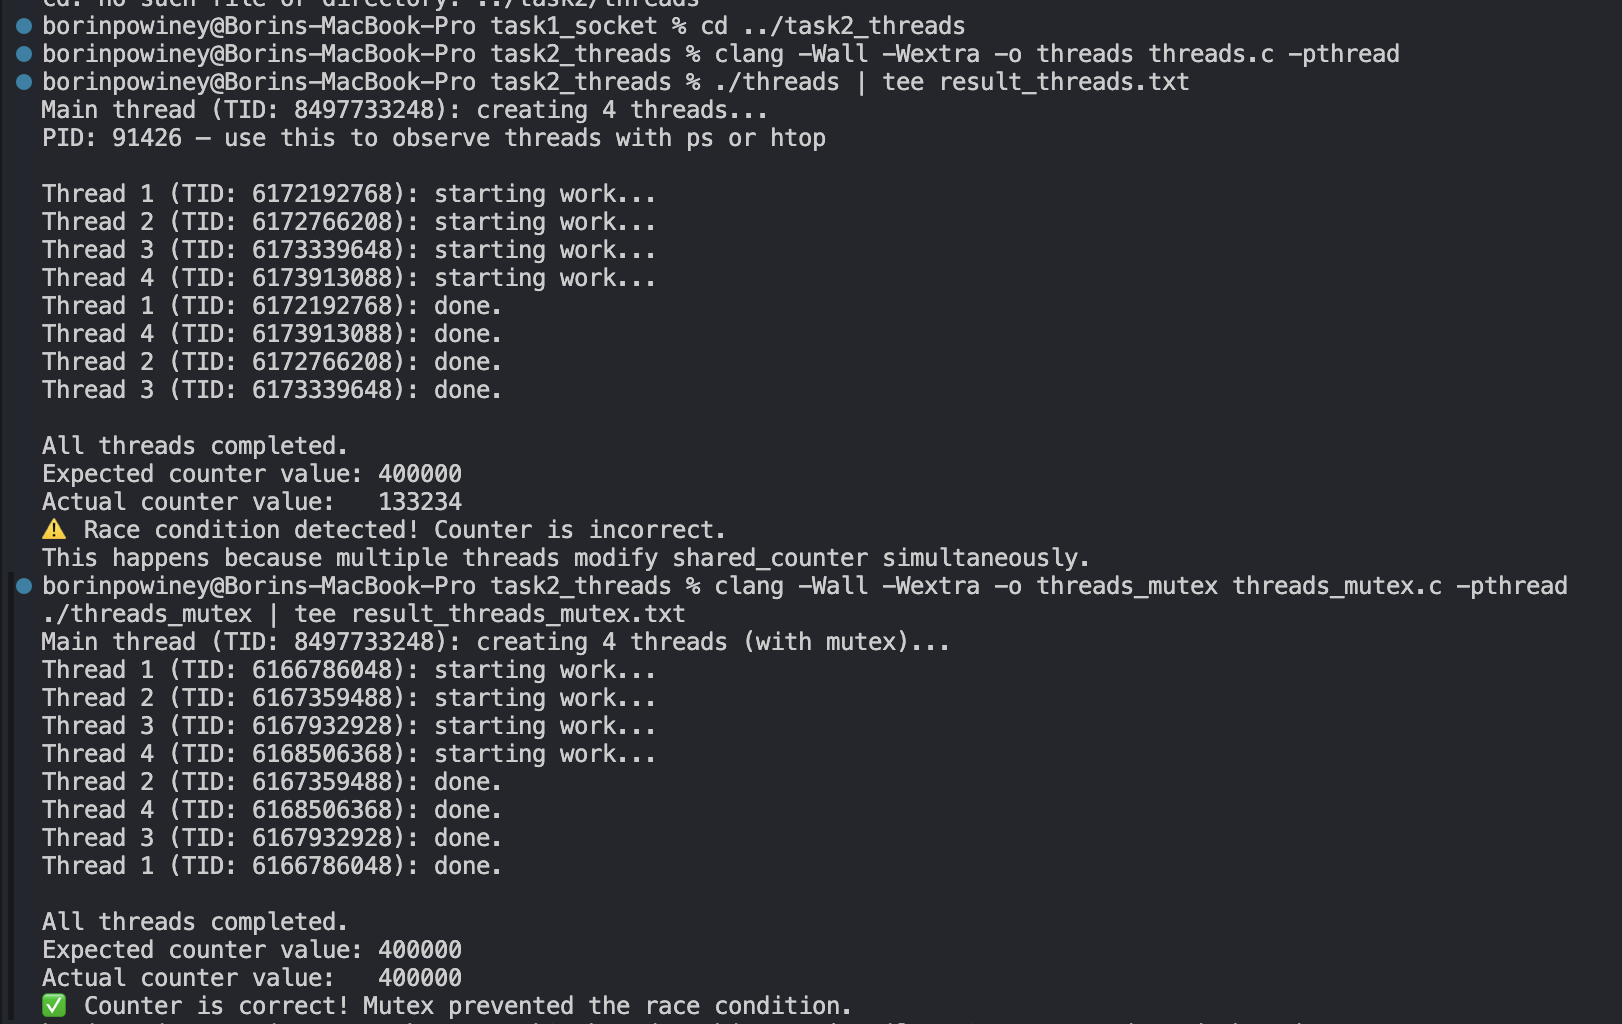 cd: no such file or directory: ../task2/threads
borinpowiney@Borins-MacBook-Pro task1_socket % cd ../task2_threads
borinpowiney@Borins-MacBook-Pro task2_threads % clang -Wall -Wextra -o threads threads.c -pthread
borinpowiney@Borins-MacBook-Pro task2_threads % ./threads | tee result_threads.txt
Main thread (TID: 8497733248): creating 4 threads...
PID: 91426 — use this to observe threads with ps or htop
Thread 1 (TID: 6172192768): starting work...
Thread 2 (TID: 6172766208): starting work...
Thread 3 (TID: 6173339648): starting work...
Thread 4 (TID: 6173913088): starting work...
Thread 1 (TID: 6172192768): done.
Thread 4 (TID: 6173913088): done.
Thread 2 (TID: 6172766208): done.
Thread 3 (TID: 6173339648): done.
All threads completed.
Expected counter value: 400000
Actual counter value:   133234
⚠️ Race condition detected! Counter is incorrect.
This happens because multiple threads modify shared_counter simultaneously.
borinpowiney@Borins-MacBook-Pro task2_threads % clang -Wall -Wextra -o threads_mutex threads_mutex.c -pthread
./threads_mutex | tee result_threads_mutex.txt
Main thread (TID: 8497733248): creating 4 threads (with mutex)...
Thread 1 (TID: 6166786048): starting work...
Thread 2 (TID: 6167359488): starting work...
Thread 3 (TID: 6167932928): starting work...
Thread 4 (TID: 6168506368): starting work...
Thread 2 (TID: 6167359488): done.
Thread 4 (TID: 6168506368): done.
Thread 3 (TID: 6167932928): done.
Thread 1 (TID: 6166786048): done.
All threads completed.
Expected counter value: 400000
Actual counter value:   400000
✅ Counter is correct! Mutex prevented the race condition.